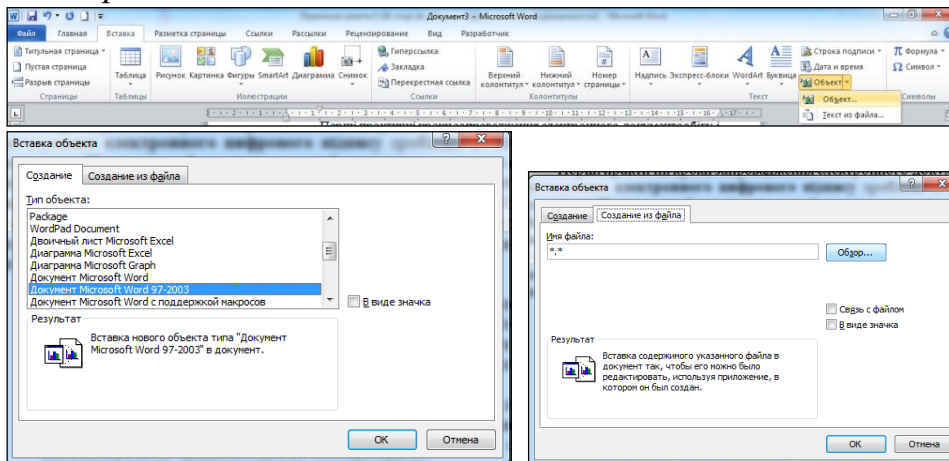 Документ3 - Microsoft Word
Файл Главная Вставка Разметка страницы Ссылки Рассылки Рецензирование Вид Разработчик
Титульная страница
Пустая страница
Разрыв страницы
Страницы
Таблица
Таблицы
Рисунок Картинка Фигуры SmartArt Диаграмма Снимок
Иллюстрации
Гиперссылка
Закладка
Перекрестная ссылка
Ссылки
Верхний колонтитул
Нижний колонтитул
Номер страницы
Колонтитулы
Надпись Экспресс-блоки WordArt Буквица
Строка подписи
Дата и время
Объект
Текст
Формула
Символ
Символы
Объект...
Текст из файла...
Вставка объекта
Создание Создание из файла
Тип объекта:
Package
WordPad Document
Двоичный лист Microsoft Excel
Диаграмма Microsoft Excel
Диаграмма Microsoft Graph
Документ Microsoft Word
Документ Microsoft Word 97-2003
Документ Microsoft Word с поддержкой макросов
В виде значка
Результат
Вставка нового объекта типа "Документ
Microsoft Word 97-2003" в документ.
OK Отмена
Вставка объекта
Создание Создание из файла
Имя файла:
*.*
Обзор...
Связь с файлом
В виде значка
Результат
Вставка содержимого указанного файла в
документ так, чтобы его можно было
редактировать, используя приложение, в
котором он был создан.
OK Отмена